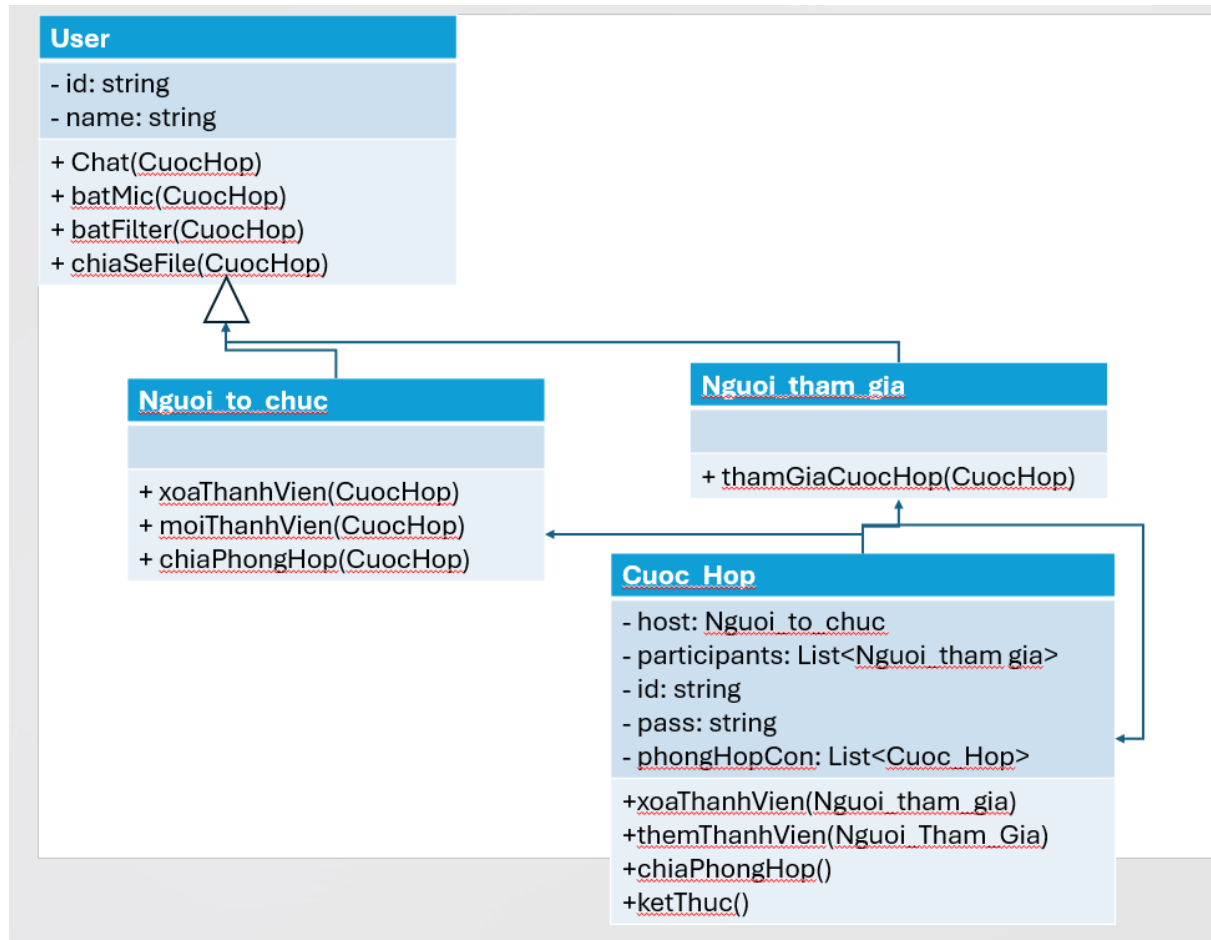 User
- id: string
- name: string
+ Chat(CuocHop)
+ batMic(CuocHop)
+ batFilter(CuocHop)
+ chiaSeFile(CuocHop)
Nguoi_to_chuc
+ xoaThanhVien(CuocHop)
+ moiThanhVien(CuocHop)
+ chiaPhongHop(CuocHop)
Nguoi_tham_gia
+ thamGiaCuocHop(CuocHop)
Cuoc_Hop
- host: Nguoi_to_chuc
- participants: List<Nguoi_tham gia>
- id: string
- pass: string
- phongHopCon: List<Cuoc_Hop>
+xoaThanhVien(Nguoi_tham_gia)
+themThanhVien(Nguoi_Tham_Gia)
+chiaPhongHop()
+ketThuc()